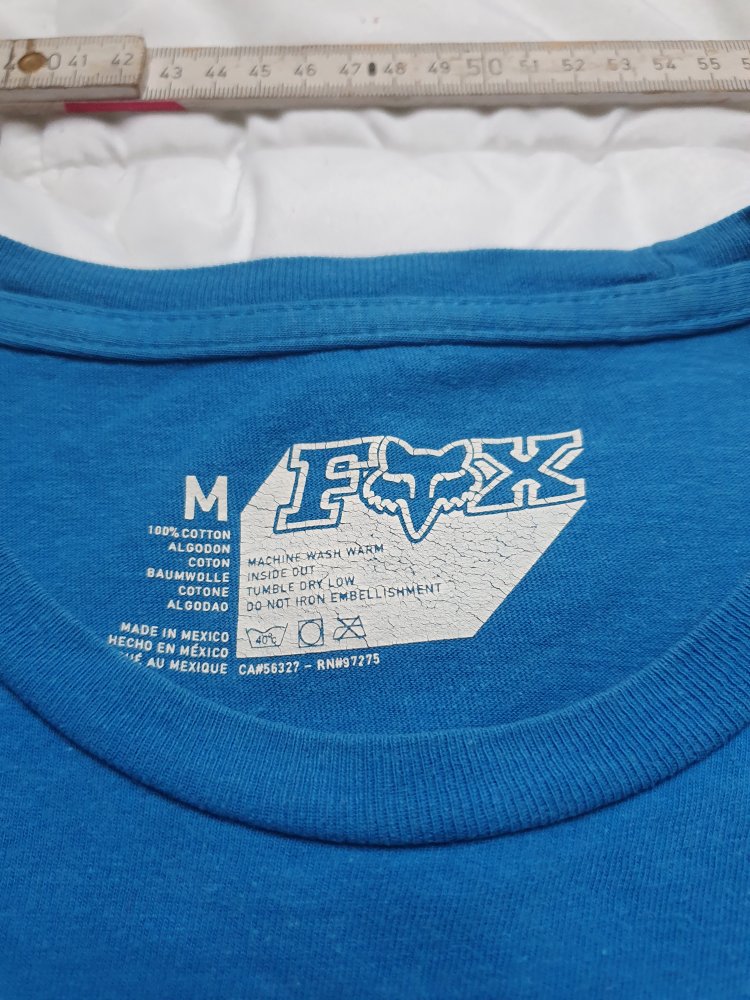 40 41 42 43 44 45 46 47 48 49 50 51 52 53 54 55
FOX
M
100% COTTON
ALGODON
COTON
BAUMWOLLE
COTONE
ALGODAO
MACHINE WASH WARM
INSIDE OUT
TUMBLE DRY LOW
DO NOT IRON EMBELLISHMENT
40°C
MADE IN MEXICO
HECHO EN MÉXICO
AU MEXIQUE CA#56327 - RN#97275